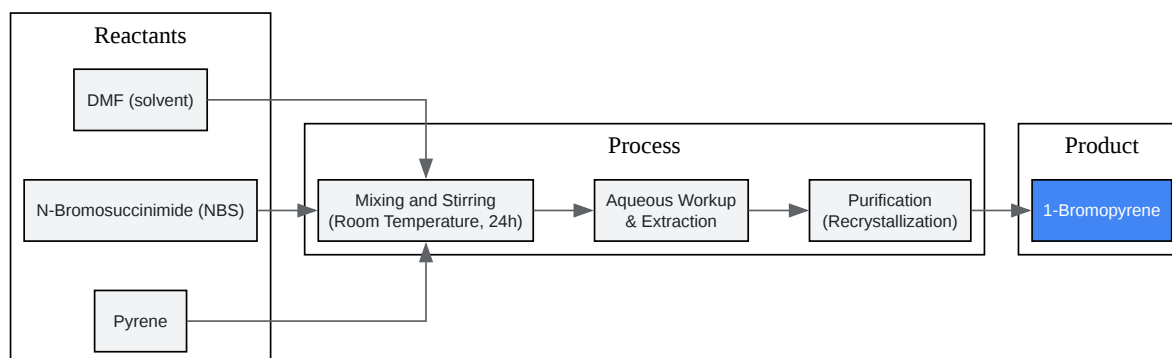 Reactants
DMF (solvent)
N-Bromosuccinimide (NBS)
Pyrene
Process
Mixing and Stirring
(Room Temperature, 24h)
Aqueous Workup
& Extraction
Purification
(Recrystallization)
Product
1-Bromopyrene